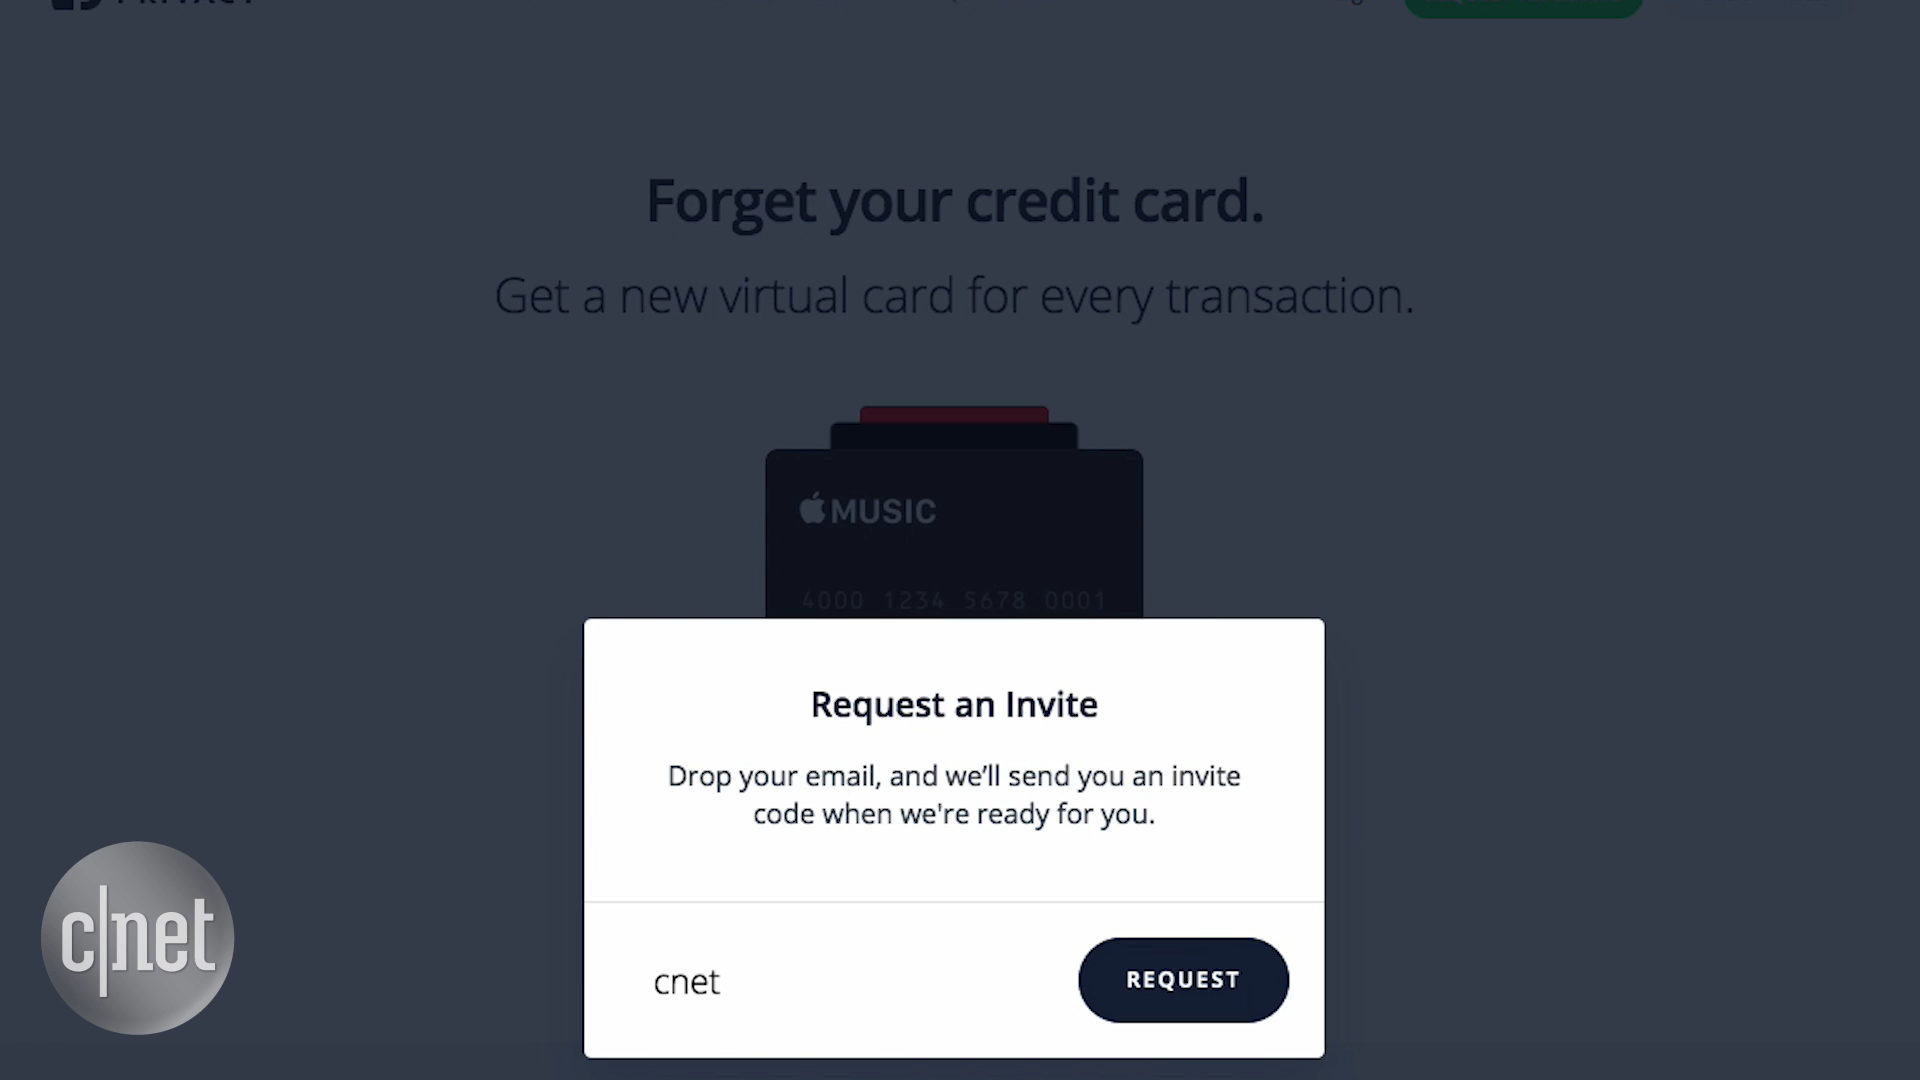 PRIVACY
Forget your credit card.
Get a new virtual card for every transaction.
MUSIC
4000 1234 5678 0001
Request an Invite
Drop your email, and we’ll send you an invite
code when we're ready for you.
cnet
REQUEST
c|net